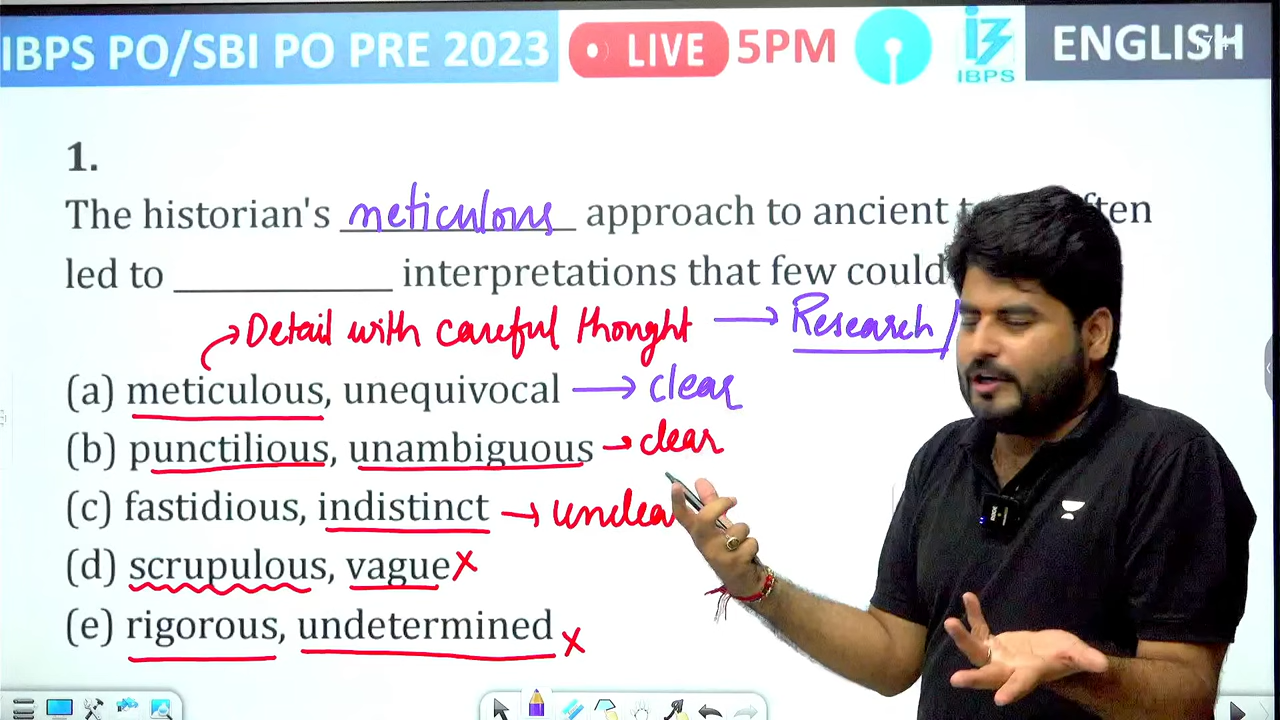 IBPS PO/SBI PO PRE 2023 LIVE 5PM IBPS ENGLISH
1.
The historian's meticulous approach to ancient
led to ____________ interpretations that few could
Detail with careful thought → Research /
(a) meticulous, unequivocal → clear
(b) punctilious, unambiguous → clear
(c) fastidious, indistinct →
(d) scrupulous, vague x
(e) rigorous, undetermined x